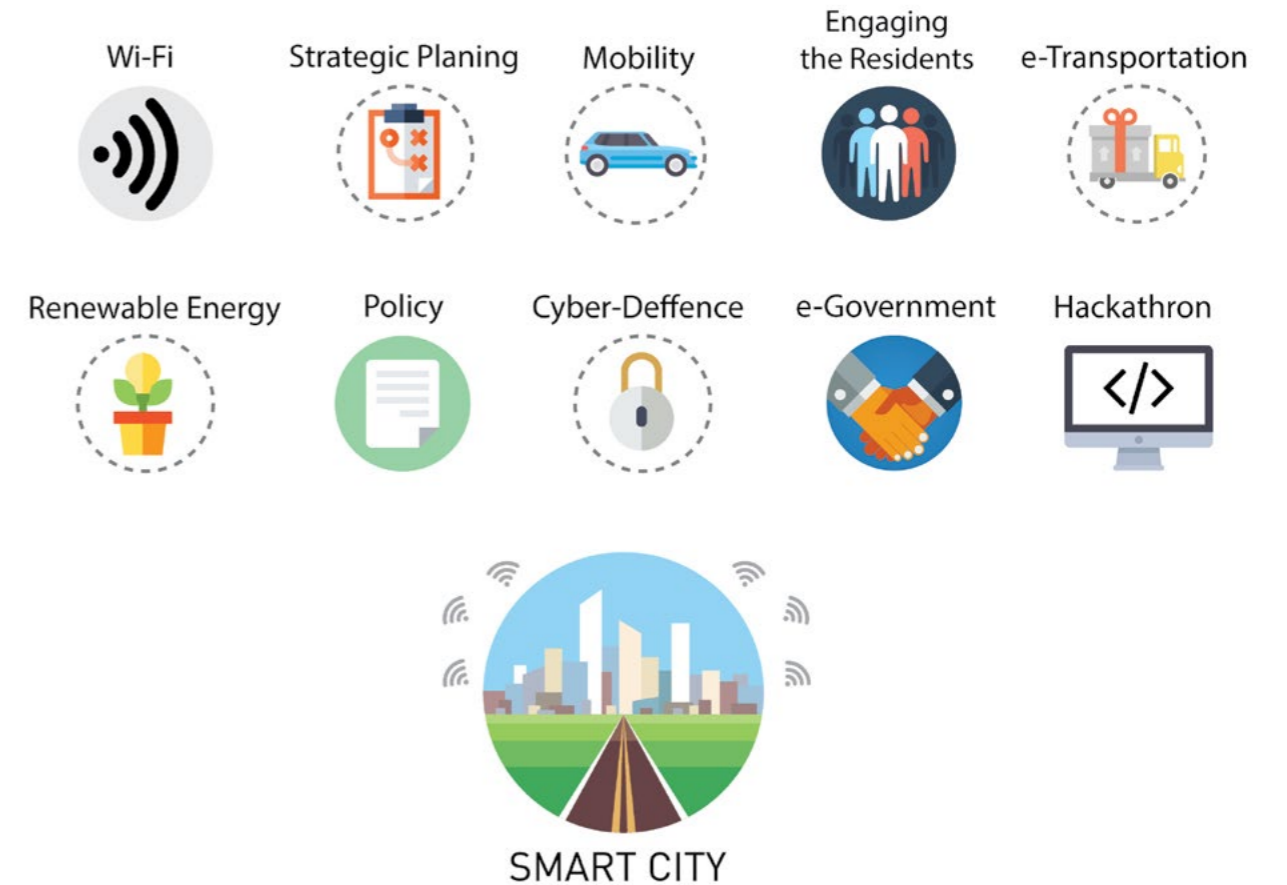 Wi-Fi
Strategic Planing
Mobility
Engaging
the Residents
e-Transportation
Renewable Energy
Policy
Cyber-Deffence
e-Government
Hackathron
</>
SMART CITY